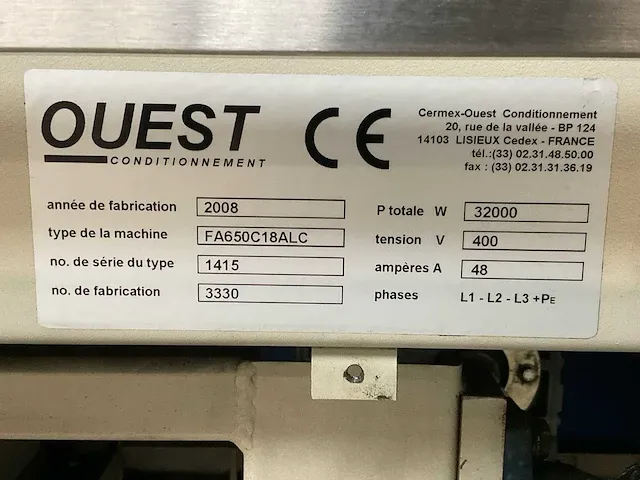 OUEST
CONDITIONNEMENT
CE
Cermex-Ouest Conditionnement
20, rue de la vallée - BP 124
14103 LISIEUX Cedex - FRANCE
tél.:(33) 02.31.48.50.00
fax : (33) 02.31.31.36.19
année de fabrication 2008
type de la machine FA650C18ALC
no. de série du type 1415
no. de fabrication 3330
P totale W 32000
tension V 400
ampères A 48
phases L1 - L2 - L3 +PE